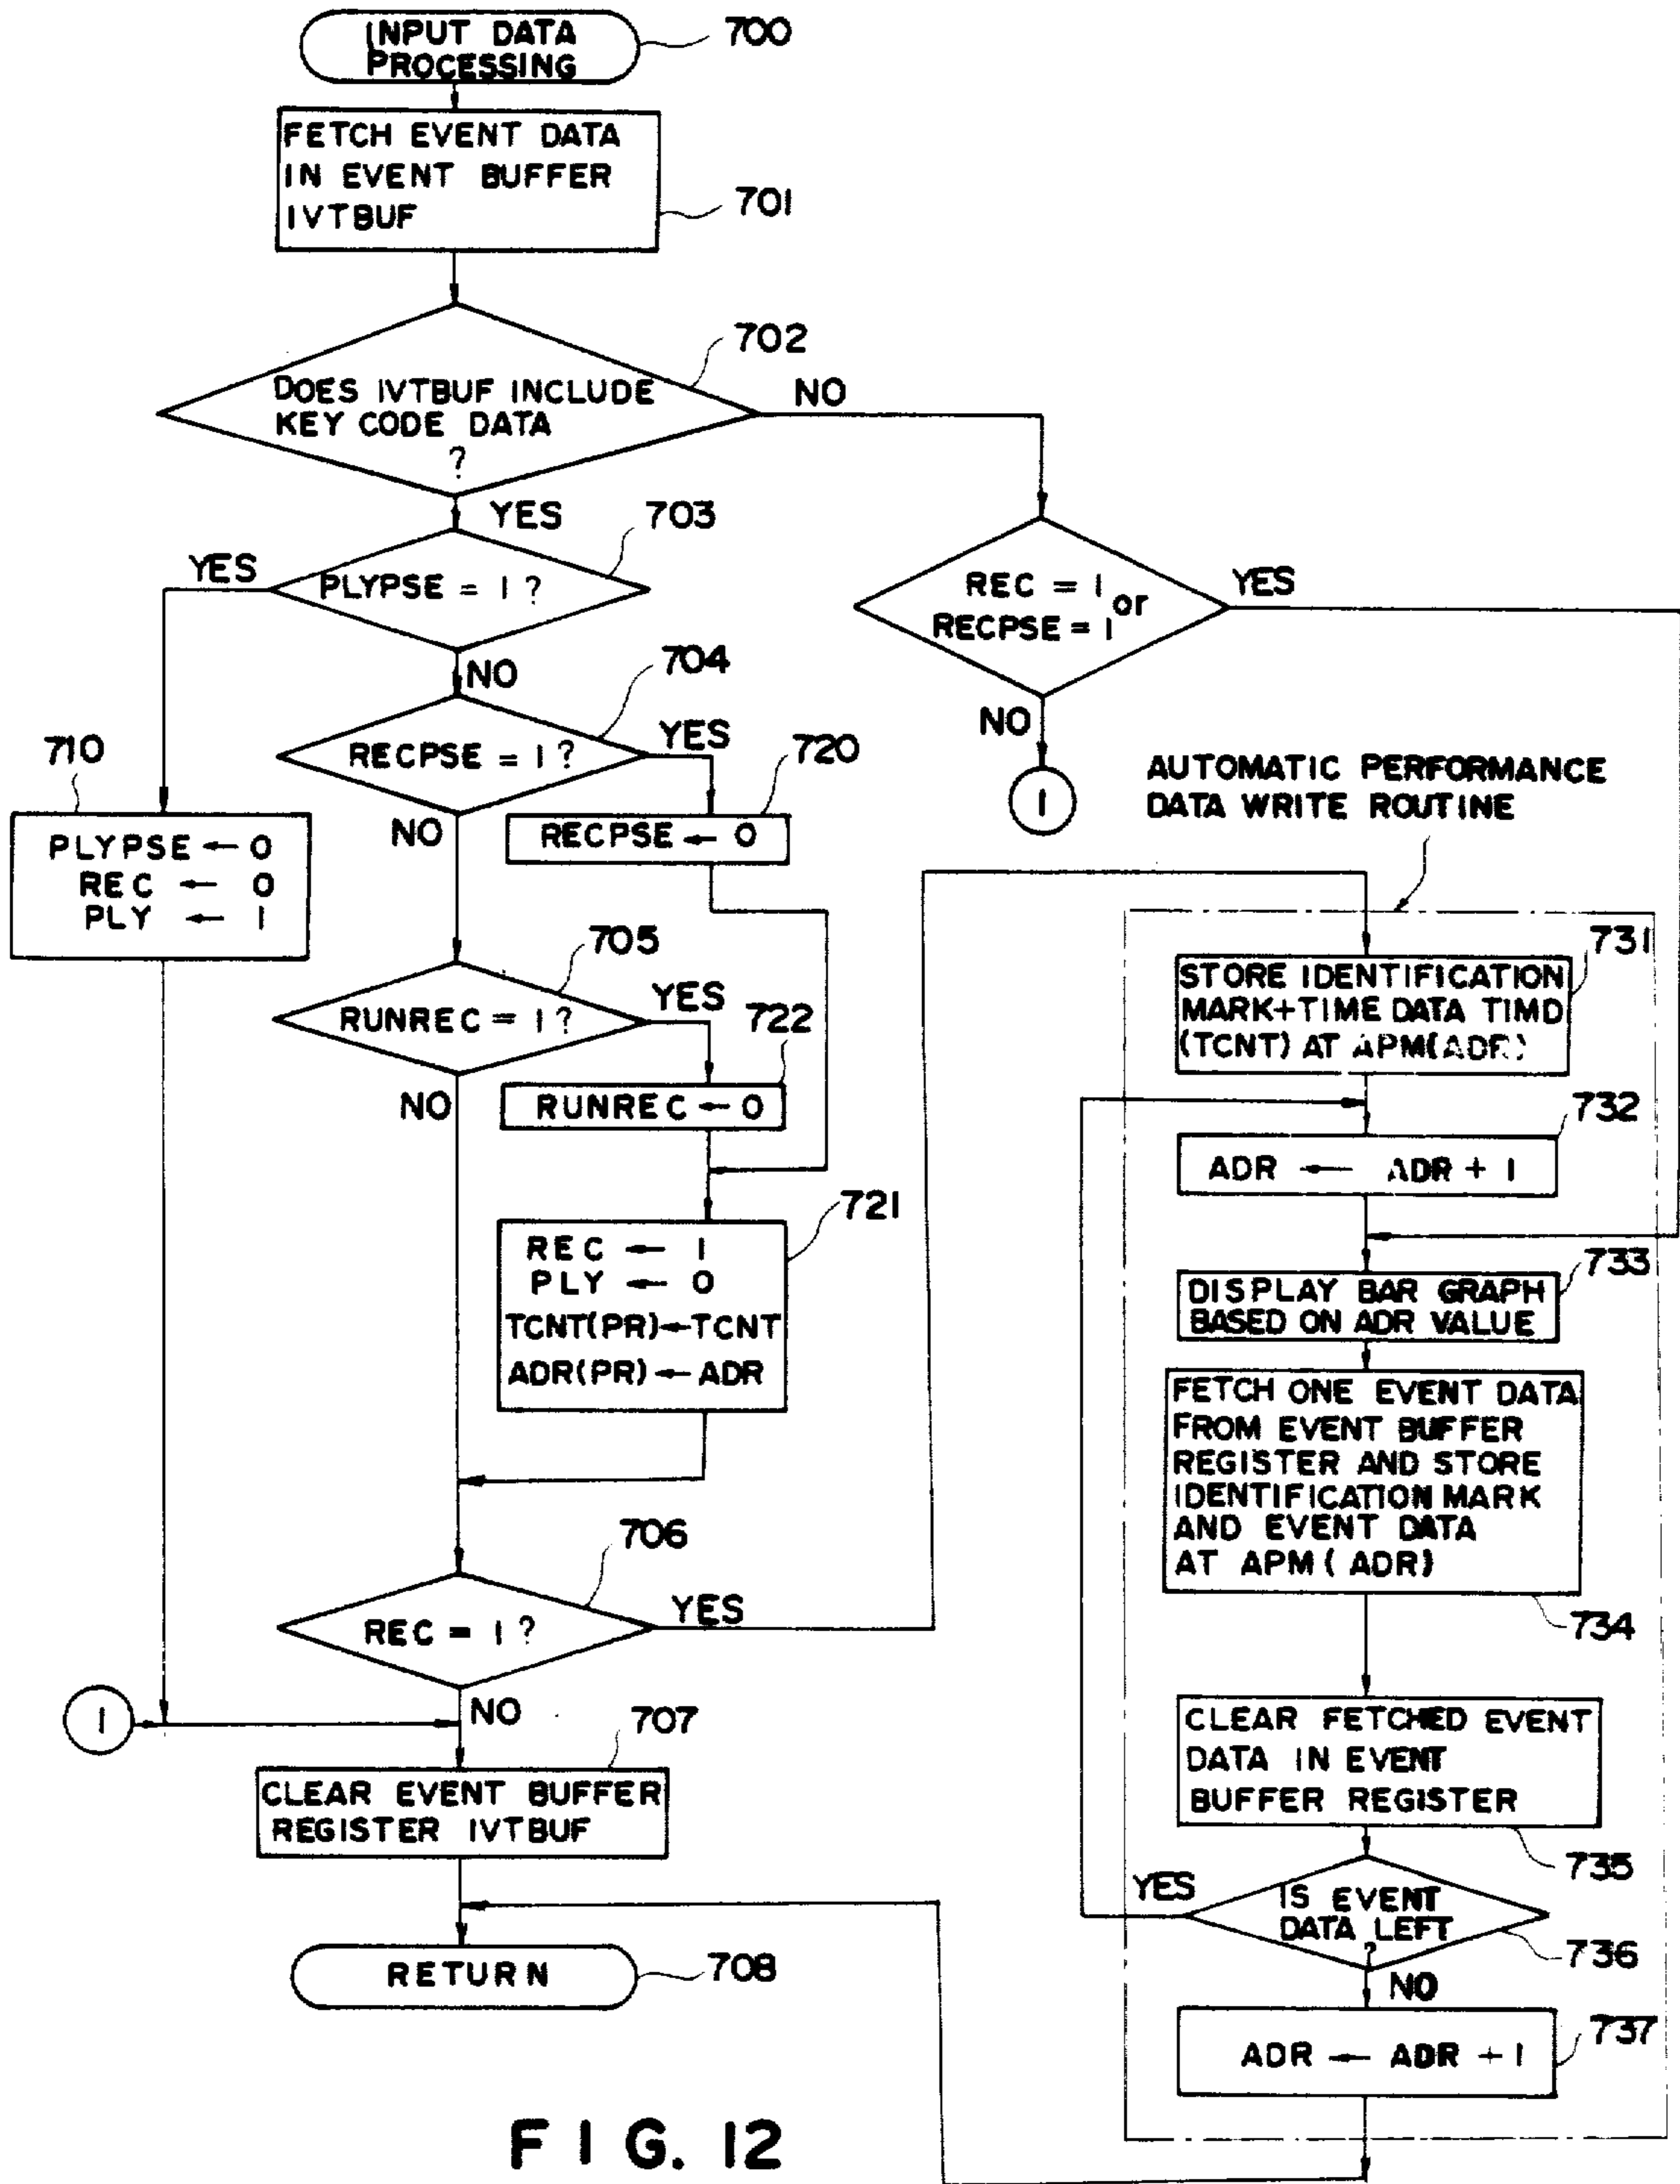 INPUT DATA
PROCESSING
700
FETCH EVENT DATA
IN EVENT BUFFER
IVTBUF
701
702
DOES IVTBUF INCLUDE
KEY CODE DATA
?
NO
YES
703
YES
PLYPSE = 1 ?
REC = 1 or
RECPSE = 1
YES
NO
704
NO
1
710
RECPSE = 1 ?
YES
720
AUTOMATIC PERFORMANCE
DATA WRITE ROUTINE
PLYPSE ← 0
REC ← 0
PLY ← 1
NO
RECPSE ← 0
705
RUNREC = 1 ?
YES
722
NO
RUNREC ← 0
731
STORE IDENTIFICATION
MARK+TIME DATA TIMD
(TCNT) AT APM(ADR)
732
ADR ← ADR + 1
721
REC ← 1
PLY ← 0
TCNT(PR)←TCNT
ADR(PR)←ADR
733
DISPLAY BAR GRAPH
BASED ON ADR VALUE
FETCH ONE EVENT DATA
FROM EVENT BUFFER
REGISTER AND STORE
IDENTIFICATION MARK
AND EVENT DATA
AT APM ( ADR)
734
706
REC = 1 ?
YES
1
NO
707
CLEAR EVENT BUFFER
REGISTER IVTBUF
CLEAR FETCHED EVENT
DATA IN EVENT
BUFFER REGISTER
735
YES
IS EVENT
DATA LEFT
?
736
NO
RETURN
708
737
ADR ← ADR + 1
FIG. 12